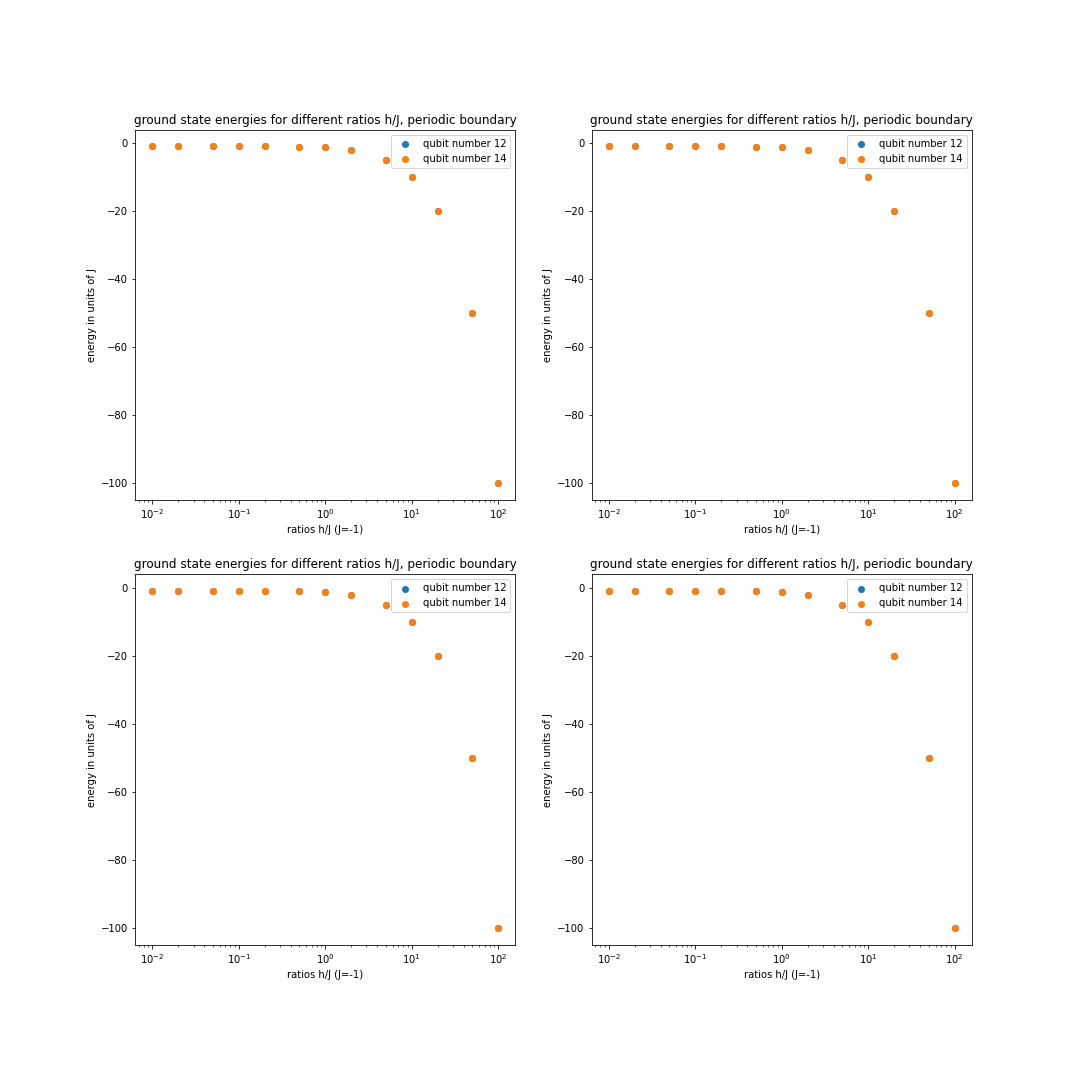 ground state energies for different ratios h/J, periodic boundary
qubit number 12
qubit number 14
0
−20
−40
−60
−80
−100
energy in units of J
10⁻² 10⁻¹ 10⁰ 10¹ 10²
ratios h/J (J=-1)
ground state energies for different ratios h/J, periodic boundary
qubit number 12
qubit number 14
0
−20
−40
−60
−80
−100
energy in units of J
10⁻² 10⁻¹ 10⁰ 10¹ 10²
ratios h/J (J=-1)
ground state energies for different ratios h/J, periodic boundary
qubit number 12
qubit number 14
0
−20
−40
−60
−80
−100
energy in units of J
10⁻² 10⁻¹ 10⁰ 10¹ 10²
ratios h/J (J=-1)
ground state energies for different ratios h/J, periodic boundary
qubit number 12
qubit number 14
0
−20
−40
−60
−80
−100
energy in units of J
10⁻² 10⁻¹ 10⁰ 10¹ 10²
ratios h/J (J=-1)